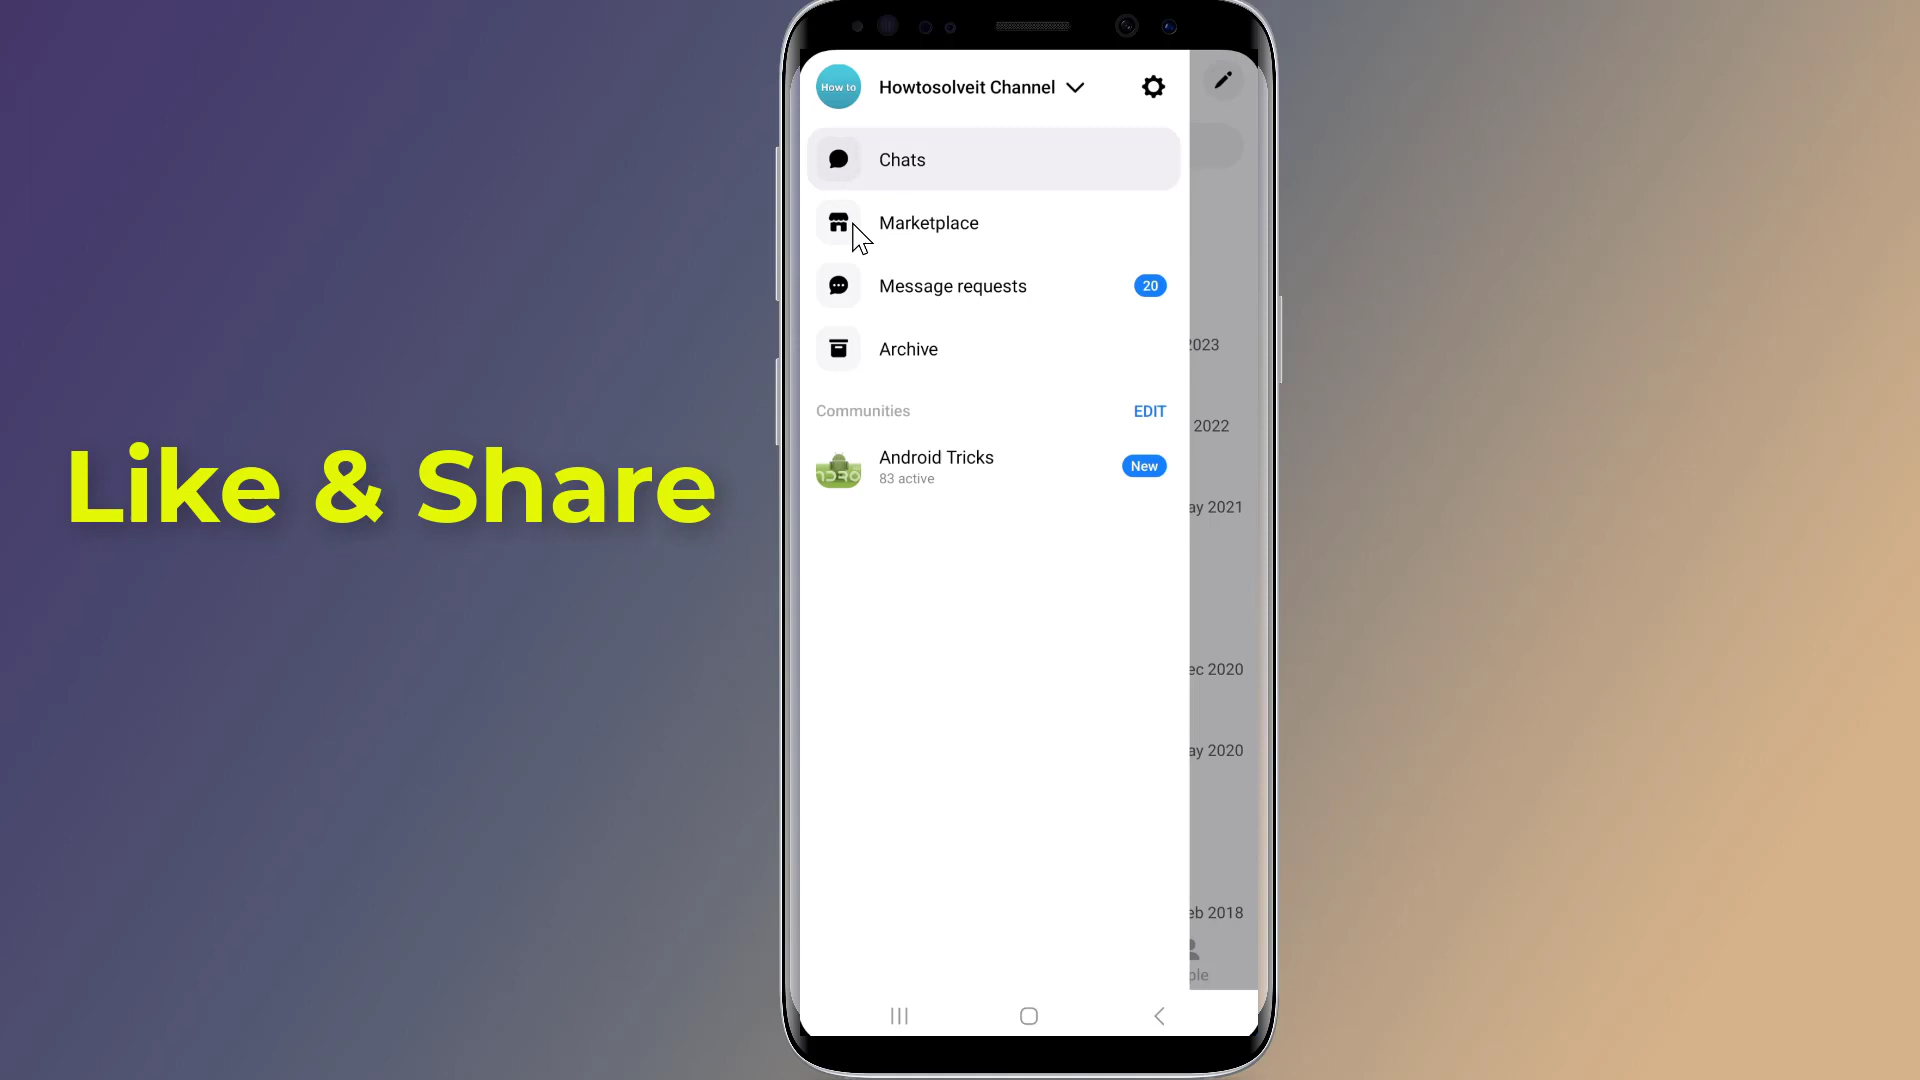 Like & Share
How to
Howtosolveit Channel
Chats
Marketplace
Message requests
20
Archive
Communities
EDIT
Android Tricks
83 active
New
2023
2022
ay 2021
ec 2020
ay 2020
eb 2018
ple